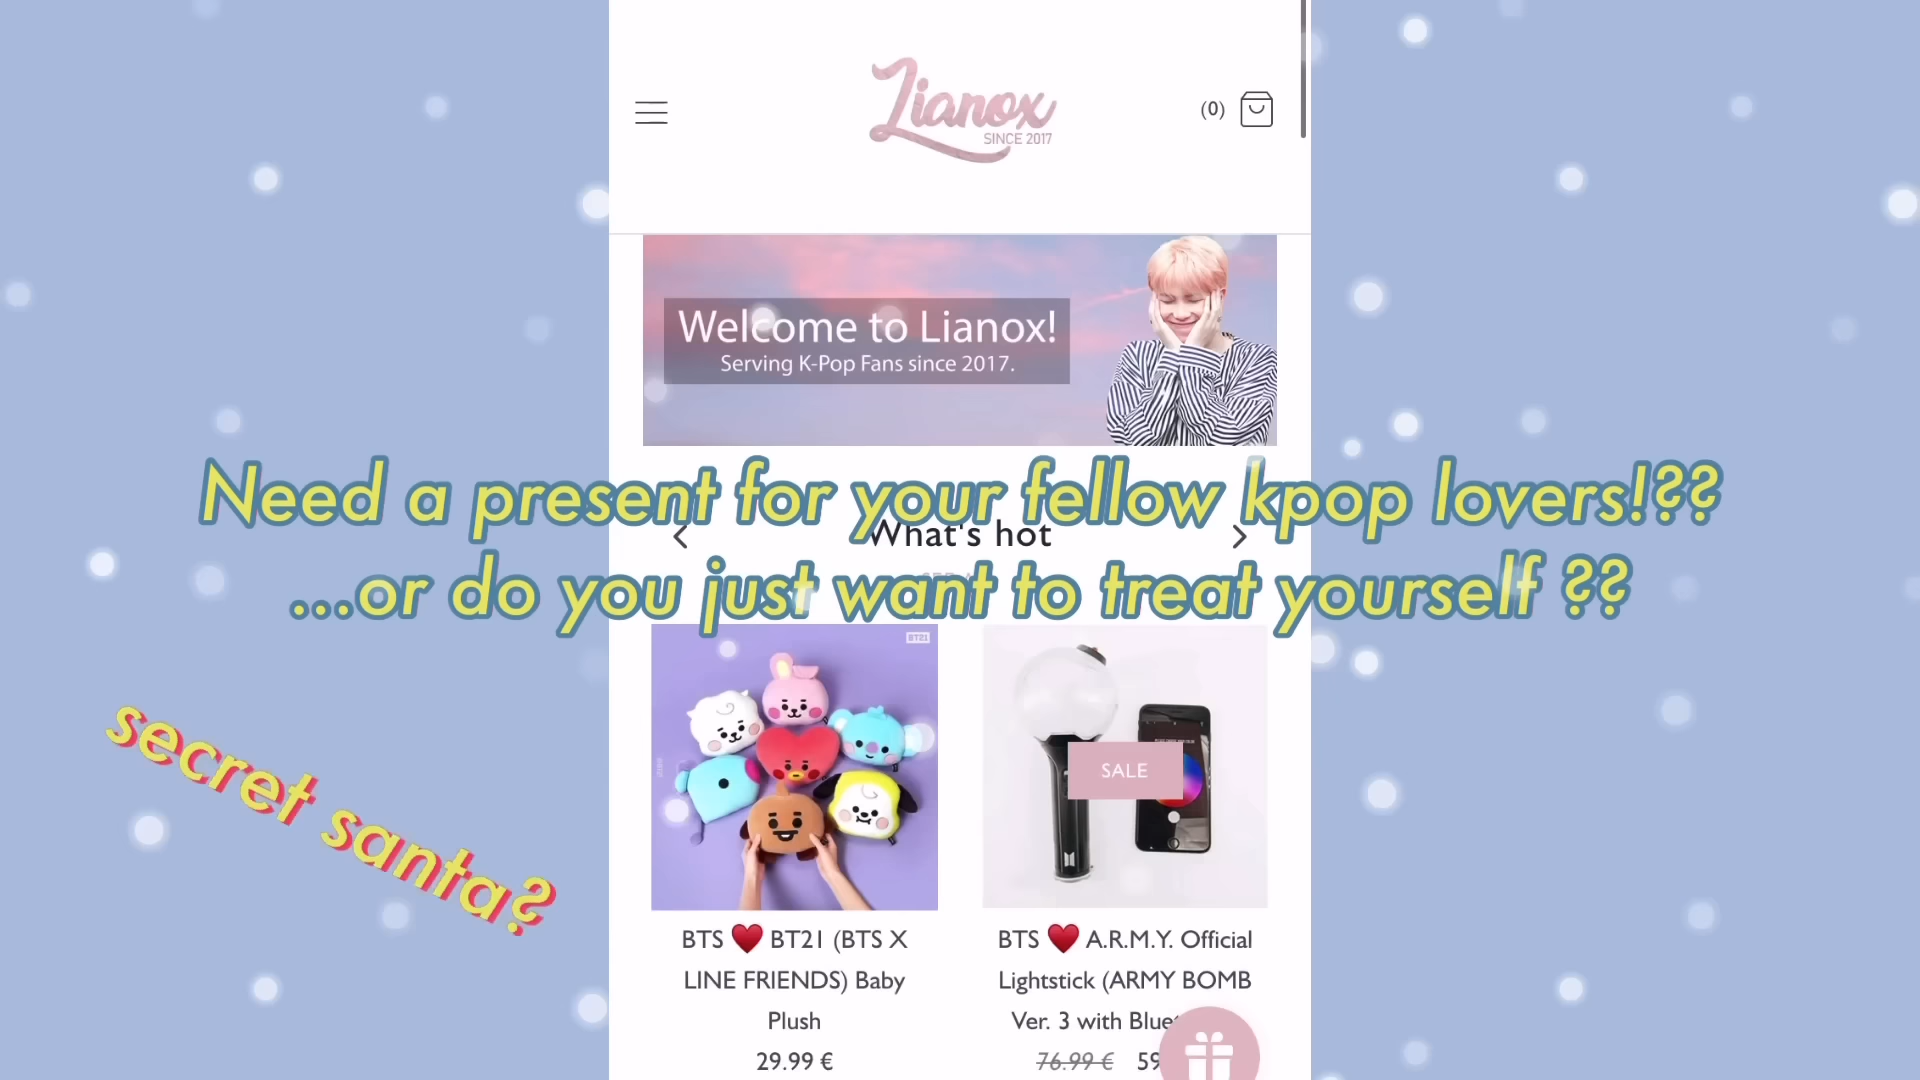 Lianox
SINCE 2017
(0)
Welcome to Lianox!
Serving K-Pop Fans since 2017.
Need a present for your fellow kpop lovers!??
What's hot
...or do you just want to treat yourself ??
BT21
SALE
secret santa?
BTS ♥ BT21 (BTS X
LINE FRIENDS) Baby
Plush
29.99 €
BTS ♥ A.R.M.Y. Official
Lightstick (ARMY BOMB
Ver. 3 with
76.99 €